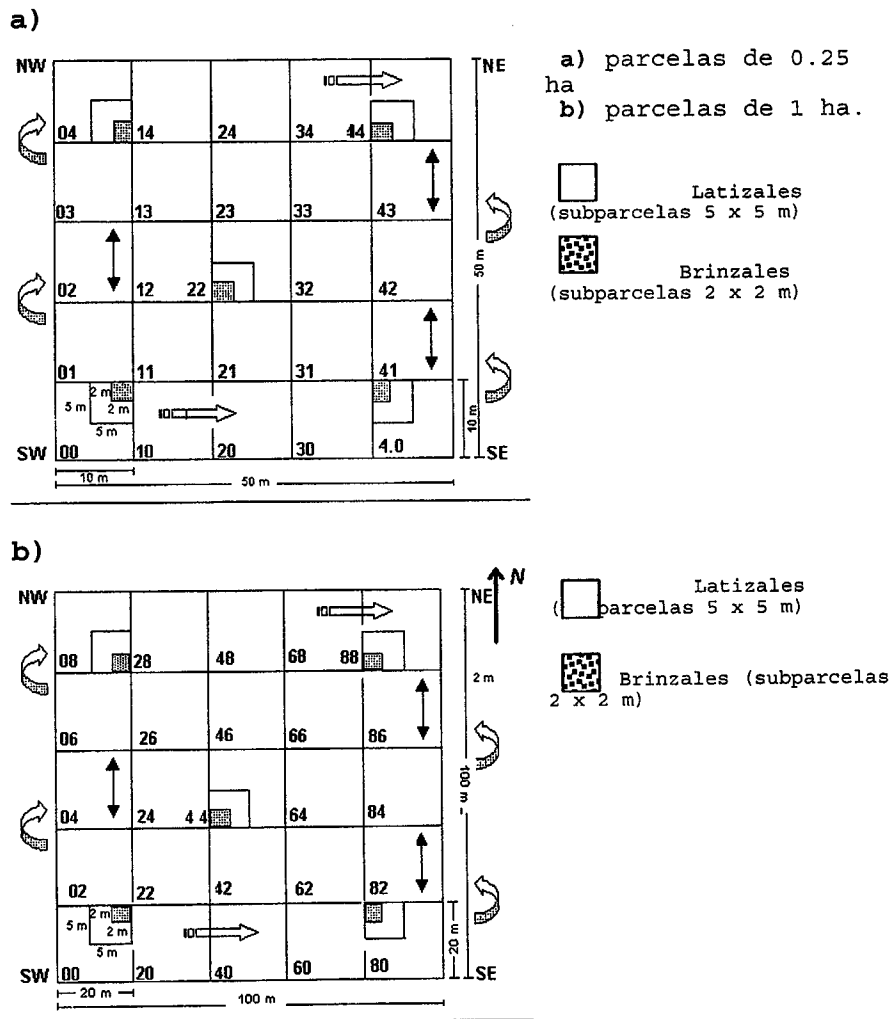 a)
NW
NE
04
14
24
34
44
03
13
23
33
43
02
12
22
32
42
01
11
21
31
41
2 m
5 m
2 m
5 m
00
10
20
30
4.0
SW
SE
10 m
50 m
50 m
10 m
a) parcelas de 0.25
ha
b) parcelas de 1 ha.
Latizales
(subparcelas 5 x 5 m)
Brinzales
(subparcelas 2 x 2 m)
b)
NW
NE
N
08
28
48
68
88
2 m
06
26
46
66
86
04
24
4 4
64
84
02
22
42
62
82
2 m
5 m
2 m
5 m
00
20
40
60
80
SW
SE
20 m
100 m
100 m
20 m
Latizales
( parcelas 5 x 5 m)
Brinzales (subparcelas
2 x 2 m)